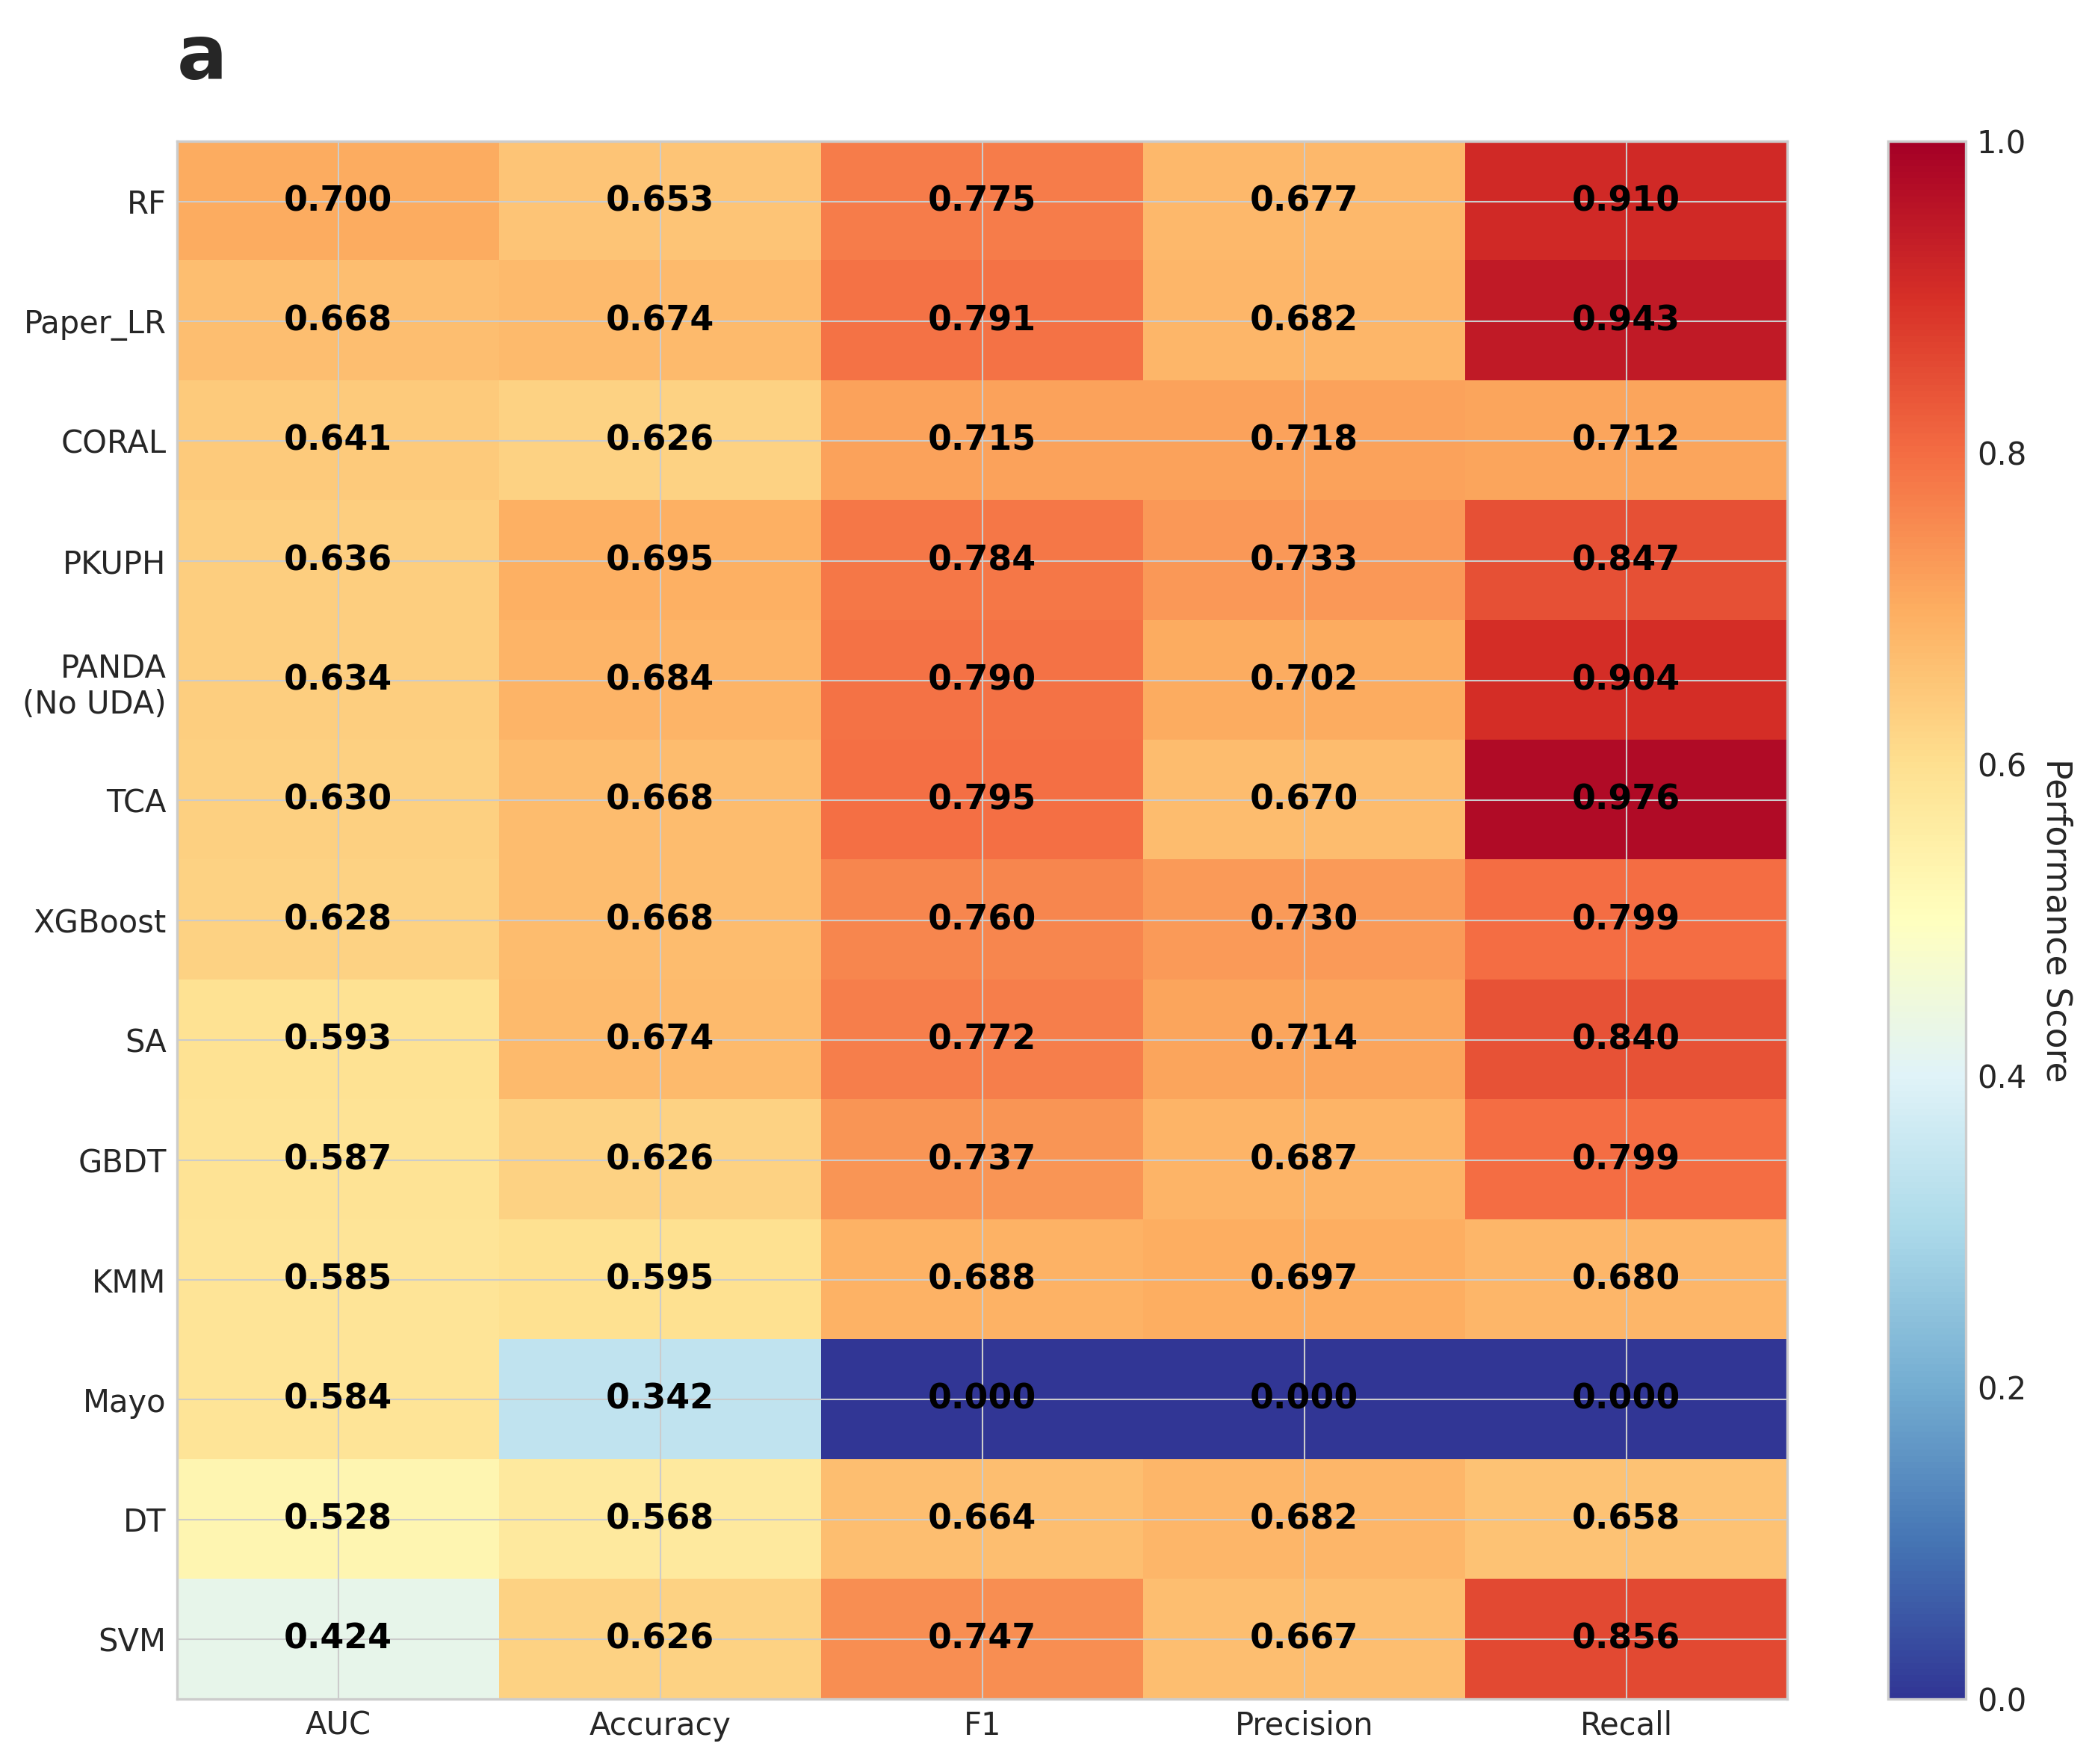 a
RF 0.700 0.653 0.775 0.677 0.910
Paper_LR 0.668 0.674 0.791 0.682 0.943
CORAL 0.641 0.626 0.715 0.718 0.712
PKUPH 0.636 0.695 0.784 0.733 0.847
PANDA
(No UDA) 0.634 0.684 0.790 0.702 0.904
TCA 0.630 0.668 0.795 0.670 0.976
XGBoost 0.628 0.668 0.760 0.730 0.799
SA 0.593 0.674 0.772 0.714 0.840
GBDT 0.587 0.626 0.737 0.687 0.799
KMM 0.585 0.595 0.688 0.697 0.680
Mayo 0.584 0.342 0.000 0.000 0.000
DT 0.528 0.568 0.664 0.682 0.658
SVM 0.424 0.626 0.747 0.667 0.856
AUC Accuracy F1 Precision Recall
1.0
0.8
0.6
0.4
0.2
0.0
Performance Score